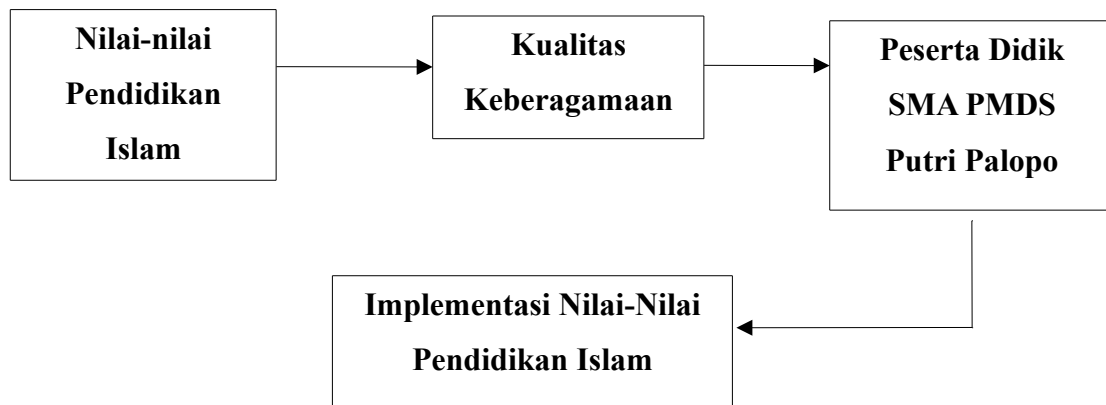 Nilai-nilai
Pendidikan
Islam
Kualitas
Keberagamaan
Peserta Didik
SMA PMDS
Putri Palopo
Implementasi Nilai-Nilai
Pendidikan Islam